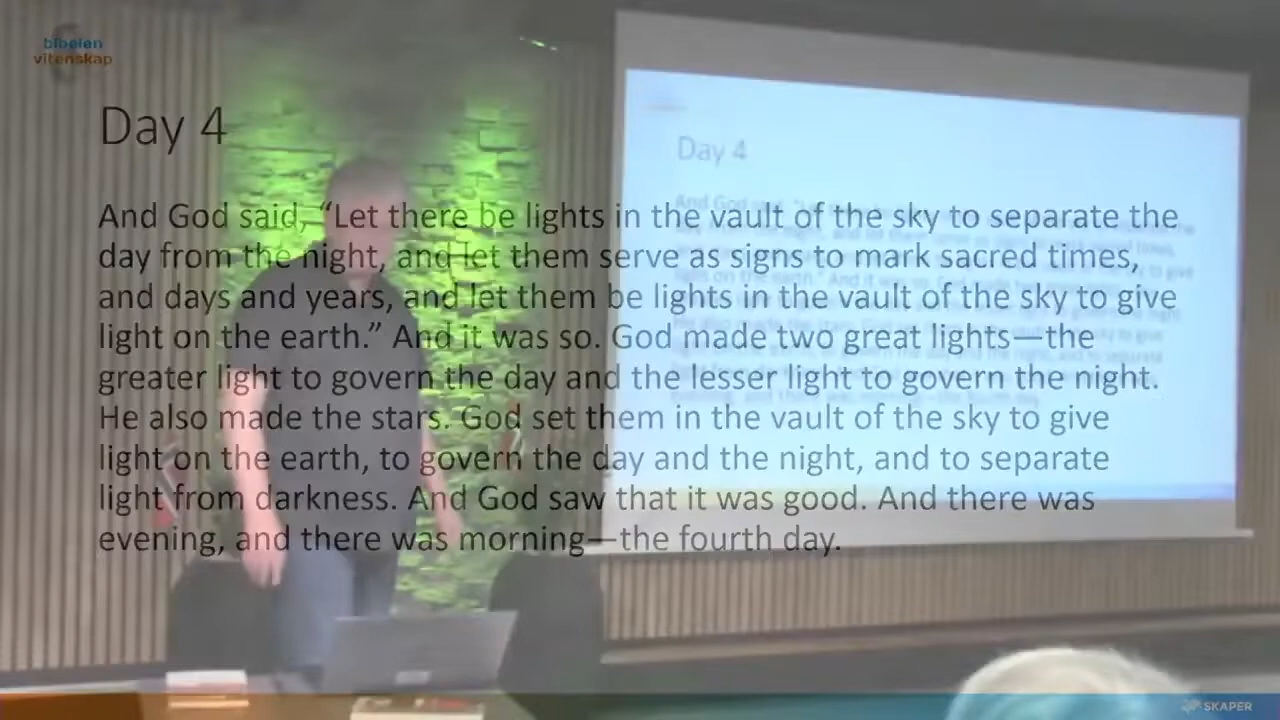 bibelen
vitenskap
Day 4
And God said, “Let there be lights in the vault of the sky to separate the
day from the night, and let them serve as signs to mark sacred times,
and days and years, and let them be lights in the vault of the sky to give
light on the earth.” And it was so. God made two great lights—the
greater light to govern the day and the lesser light to govern the night.
He also made the stars. God set them in the vault of the sky to give
light on the earth, to govern the day and the night, and to separate
light from darkness. And God saw that it was good. And there was
evening, and there was morning—the fourth day.
Day 4
SKAPER